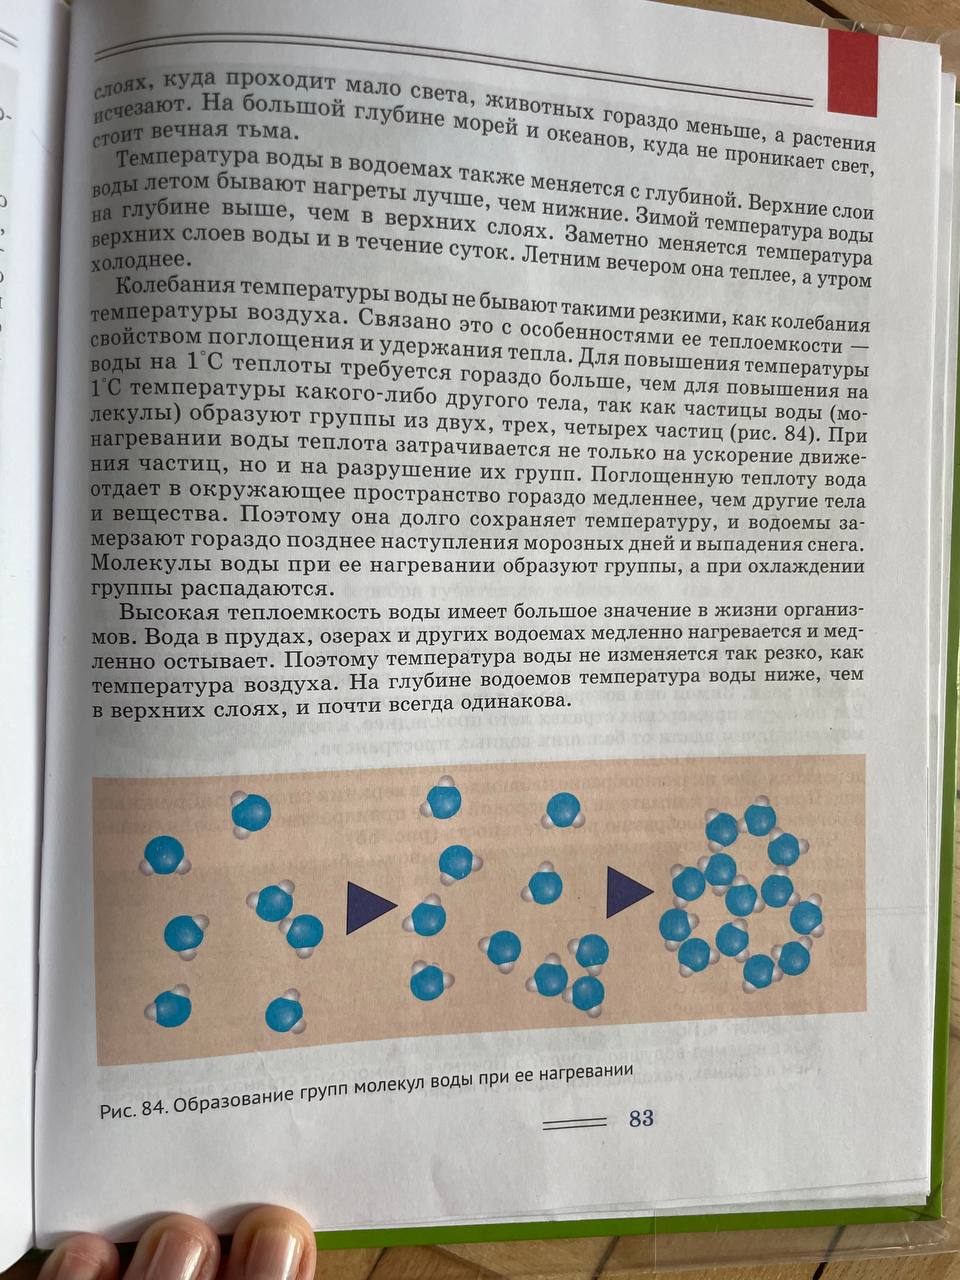 слоях, куда проходит мало света, животных гораздо меньше, а растения
исчезают. На большой глубине морей и океанов, куда не проникает свет,
стоит вечная тьма.
Температура воды в водоемах также меняется с глубиной. Верхние слои
воды летом бывают нагреты лучше, чем нижние. Зимой температура воды
на глубине выше, чем в верхних слоях. Заметно меняется температура
верхних слоев воды и в течение суток. Летним вечером она теплее, а утром
холоднее.
Колебания температуры воды не бывают такими резкими, как колебания
температуры воздуха. Связано это с особенностями ее теплоемкости —
свойством поглощения и удержания тепла. Для повышения температуры
воды на 1°С теплоты требуется гораздо больше, чем для повышения на
1°С температуры какого-либо другого тела, так как частицы воды (мо-
лекулы) образуют группы из двух, трех, четырех частиц (рис. 84). При
нагревании воды теплота затрачивается не только на ускорение движе-
ния частиц, но и на разрушение их групп. Поглощенную теплоту вода
отдает в окружающее пространство гораздо медленнее, чем другие тела
и вещества. Поэтому она долго сохраняет температуру, и водоемы за-
мерзают гораздо позднее наступления морозных дней и выпадения снега.
Молекулы воды при ее нагревании образуют группы, а при охлаждении
группы распадаются.
Высокая теплоемкость воды имеет большое значение в жизни организ-
мов. Вода в прудах, озерах и других водоемах медленно нагревается и мед-
ленно остывает. Поэтому температура воды не изменяется так резко, как
температура воздуха. На глубине водоемов температура воды ниже, чем
в верхних слоях, и почти всегда одинакова.
Рис. 84. Образование групп молекул воды при ее нагревании
83